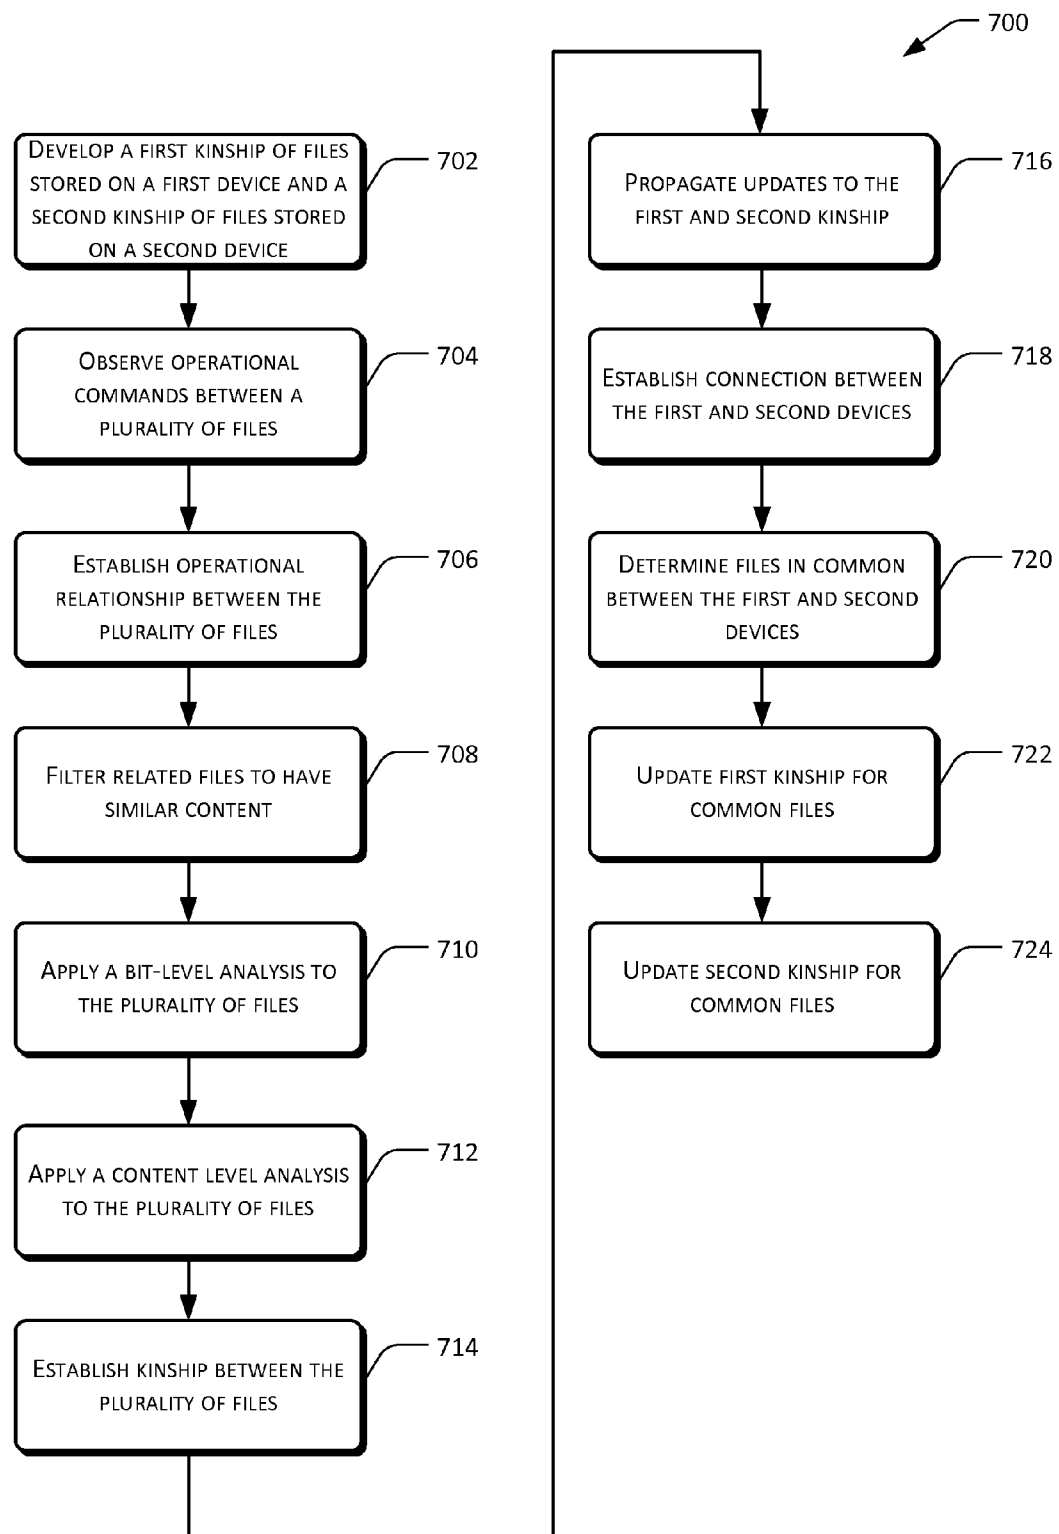 700
DEVELOP A FIRST KINSHIP OF FILES
STORED ON A FIRST DEVICE AND A
SECOND KINSHIP OF FILES STORED
ON A SECOND DEVICE
702
OBSERVE OPERATIONAL
COMMANDS BETWEEN A
PLURALITY OF FILES
704
ESTABLISH OPERATIONAL
RELATIONSHIP BETWEEN THE
PLURALITY OF FILES
706
FILTER RELATED FILES TO HAVE
SIMILAR CONTENT
708
APPLY A BIT-LEVEL ANALYSIS TO
THE PLURALITY OF FILES
710
APPLY A CONTENT LEVEL ANALYSIS
TO THE PLURALITY OF FILES
712
ESTABLISH KINSHIP BETWEEN THE
PLURALITY OF FILES
714
PROPAGATE UPDATES TO THE
FIRST AND SECOND KINSHIP
716
ESTABLISH CONNECTION BETWEEN
THE FIRST AND SECOND DEVICES
718
DETERMINE FILES IN COMMON
BETWEEN THE FIRST AND SECOND
DEVICES
720
UPDATE FIRST KINSHIP FOR
COMMON FILES
722
UPDATE SECOND KINSHIP FOR
COMMON FILES
724